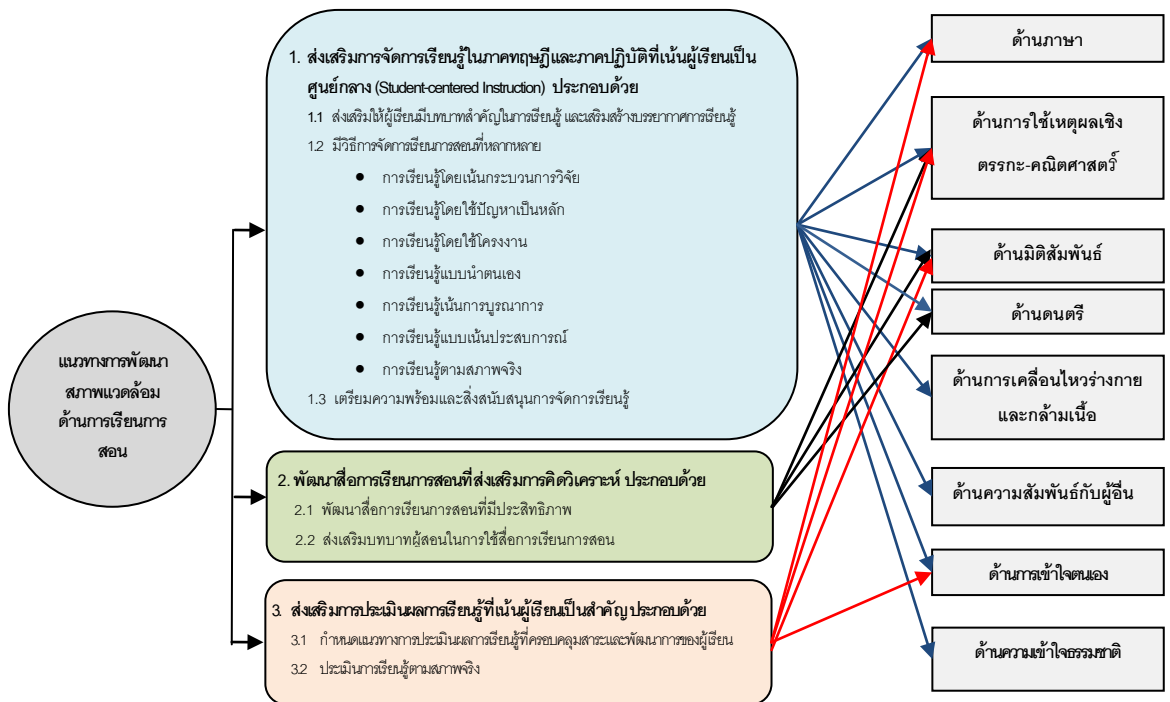 แนวทางการพัฒนา
สภาพแวดล้อม
ด้านการเรียนการ
สอน
1. ส่งเสริมการจัดการเรียนรู้ในภาคทฤษฎีและภาคปฏิบัติที่เน้นผู้เรียนเป็น
ศูนย์กลาง (Student-centered Instruction) ประกอบด้วย
1.1 ส่งเสริมให้ผู้เรียนมีบทบาทสำคัญในการเรียนรู้ และเสริมสร้างบรรยากาศการเรียนรู้
1.2 มีวิธีการจัดการเรียนการสอนที่หลากหลาย
● การเรียนรู้โดยเน้นกระบวนการวิจัย
● การเรียนรู้โดยใช้ปัญหาเป็นหลัก
● การเรียนรู้โดยใช้โครงงาน
● การเรียนรู้แบบนำตนเอง
● การเรียนรู้เน้นการบูรณาการ
● การเรียนรู้แบบเน้นประสบการณ์
● การเรียนรู้ตามสภาพจริง
1.3 เตรียมความพร้อมและสิ่งสนับสนุนการจัดการเรียนรู้
2. พัฒนาสื่อการเรียนการสอนที่ส่งเสริมการคิดวิเคราะห์ ประกอบด้วย
2.1 พัฒนาสื่อการเรียนการสอนที่มีประสิทธิภาพ
2.2 ส่งเสริมบทบาทผู้สอนในการใช้สื่อการเรียนการสอน
3. ส่งเสริมการประเมินผลการเรียนรู้ที่เน้นผู้เรียนเป็นสำคัญ ประกอบด้วย
3.1 กำหนดแนวทางการประเมินผลการเรียนรู้ที่ครอบคลุมสาระและพัฒนาการของผู้เรียน
3.2 ประเมินการเรียนรู้ตามสภาพจริง
ด้านภาษา
ด้านการใช้เหตุผลเชิง
ตรรกะ-คณิตศาสตร์
ด้านมิติสัมพันธ์
ด้านดนตรี
ด้านการเคลื่อนไหวร่างกาย
และกล้ามเนื้อ
ด้านความสัมพันธ์กับผู้อื่น
ด้านการเข้าใจตนเอง
ด้านความเข้าใจธรรมชาติ